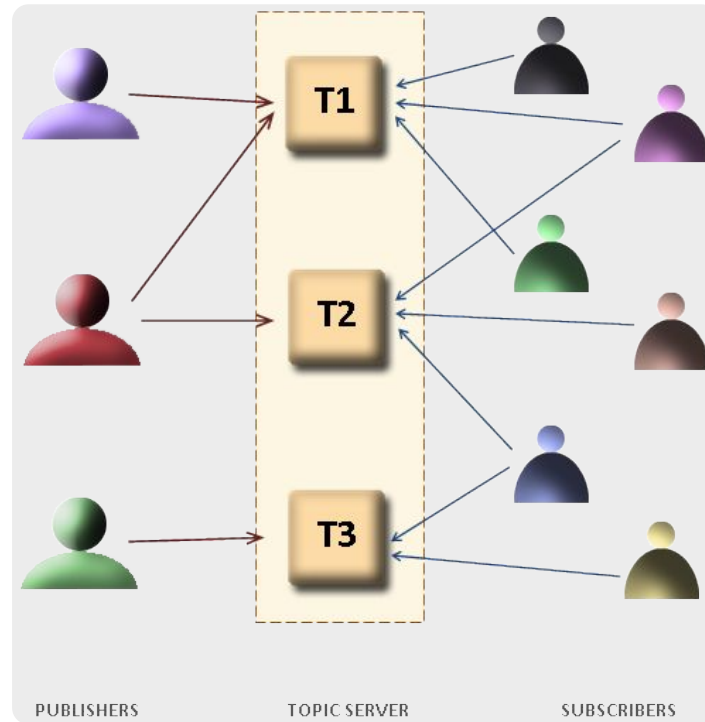 T1
T2
T3
PUBLISHERS
TOPIC SERVER
SUBSCRIBERS